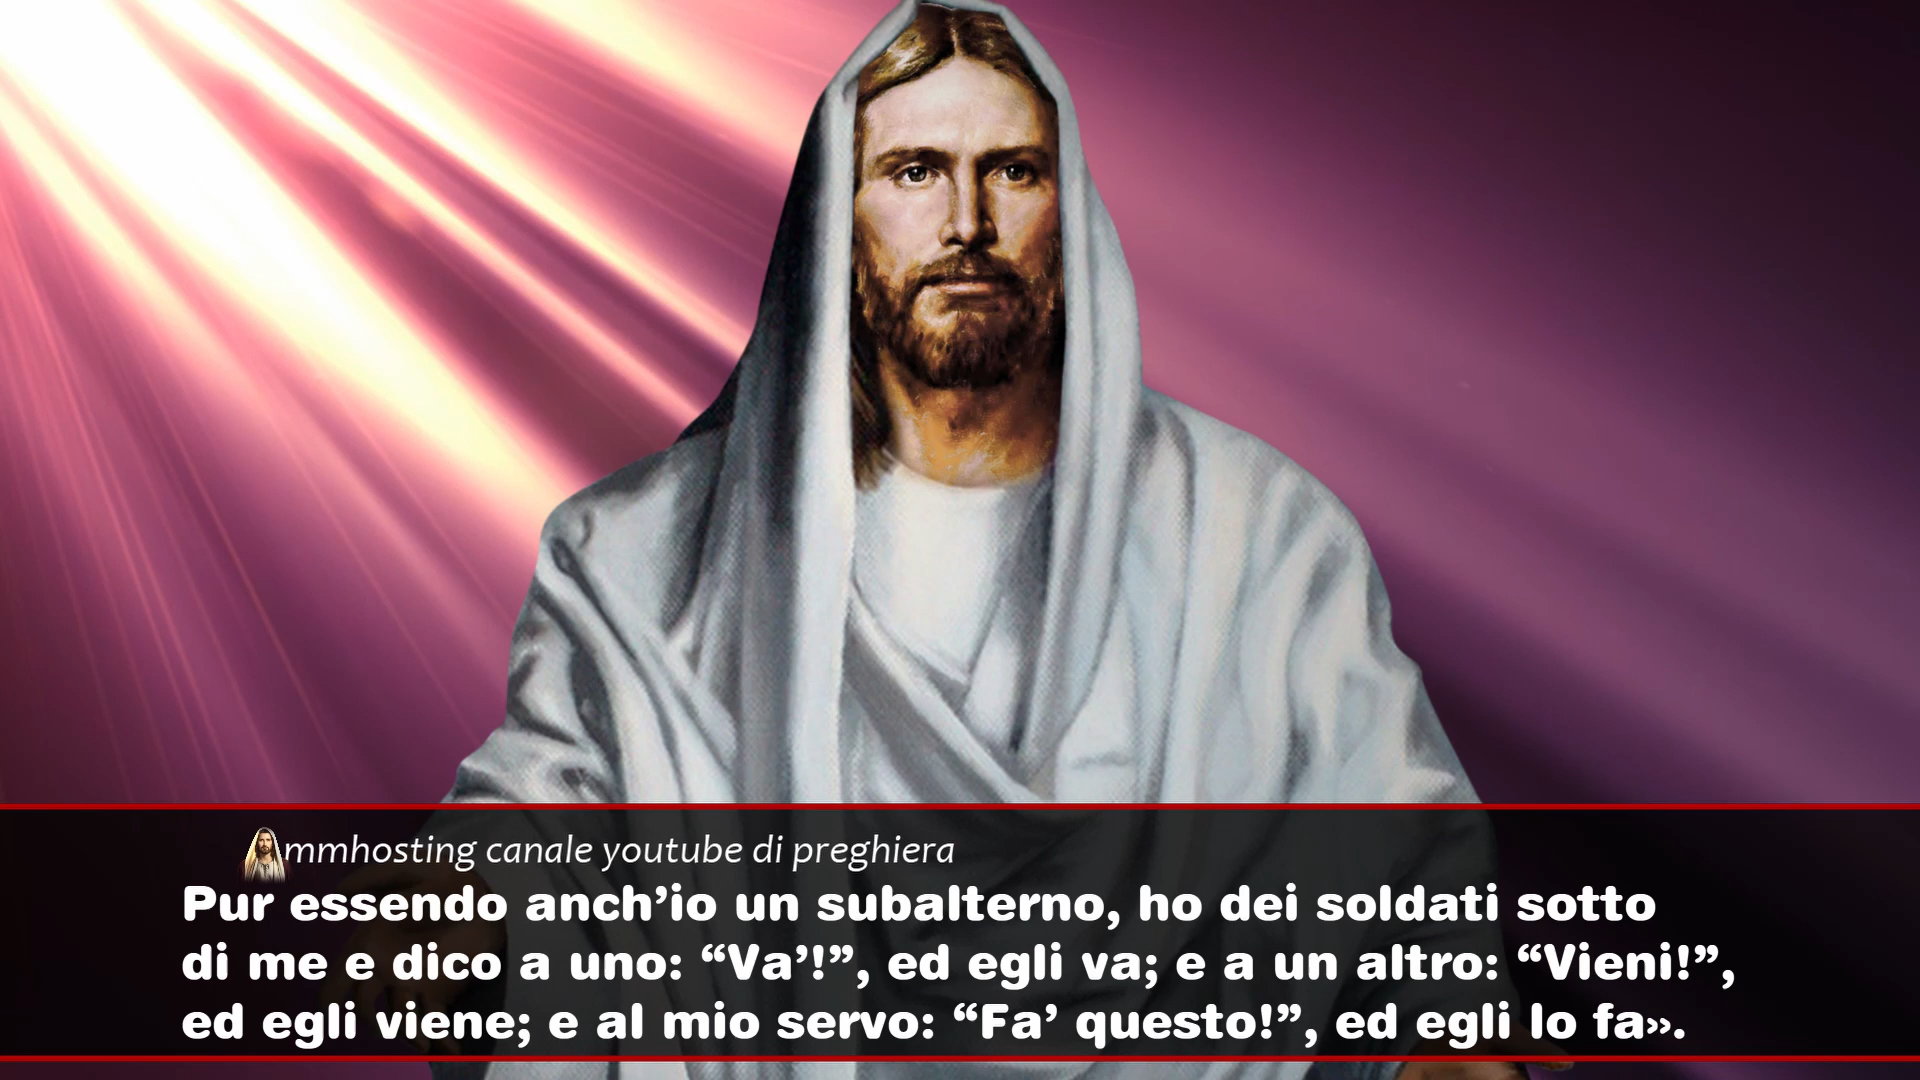 mmhosting canale youtube di preghiera
Pur essendo anch’io un subalterno, ho dei soldati sotto
di me e dico a uno: “Va’!”, ed egli va; e a un altro: “Vieni!”,
ed egli viene; e al mio servo: “Fa’ questo!”, ed egli lo fa».